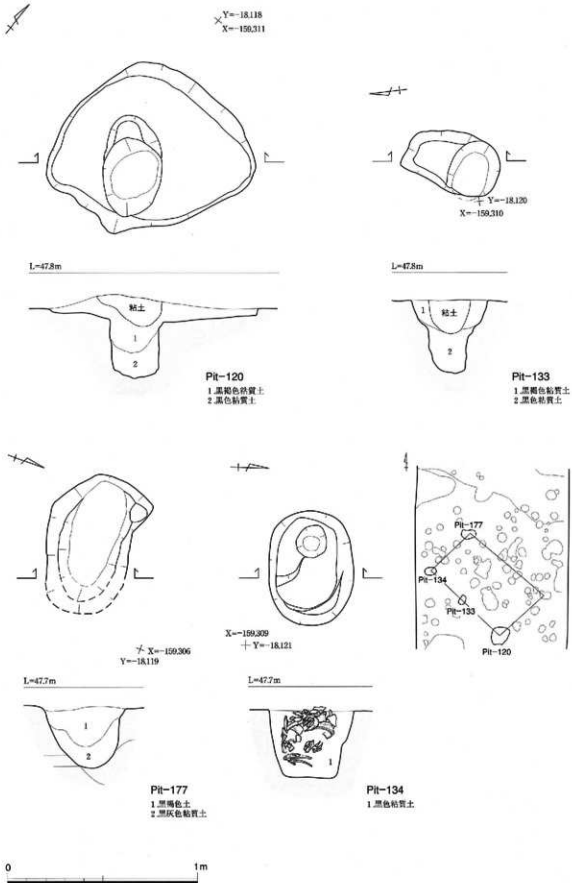 Y=-18,118
X=-159,311
Y=-18,120
X=-159,310
L=47.8m
粘土
1
2
Pit-120
1.黒褐色粘質土
2.黒色粘質土
L=47.8m
1
粘土
2
Pit-133
1.黒褐色粘質土
2.黒色粘質土
X=-159,306
Y=-18,119
L=47.7m
1
2
Pit-177
1.黒褐色土
2.黒灰色粘質土
X=-159,309
Y=-18,121
L=47.7m
1
Pit-134
1.黒色粘質土
Pit-177
Pit-134
Pit-133
Pit-120
0 1m